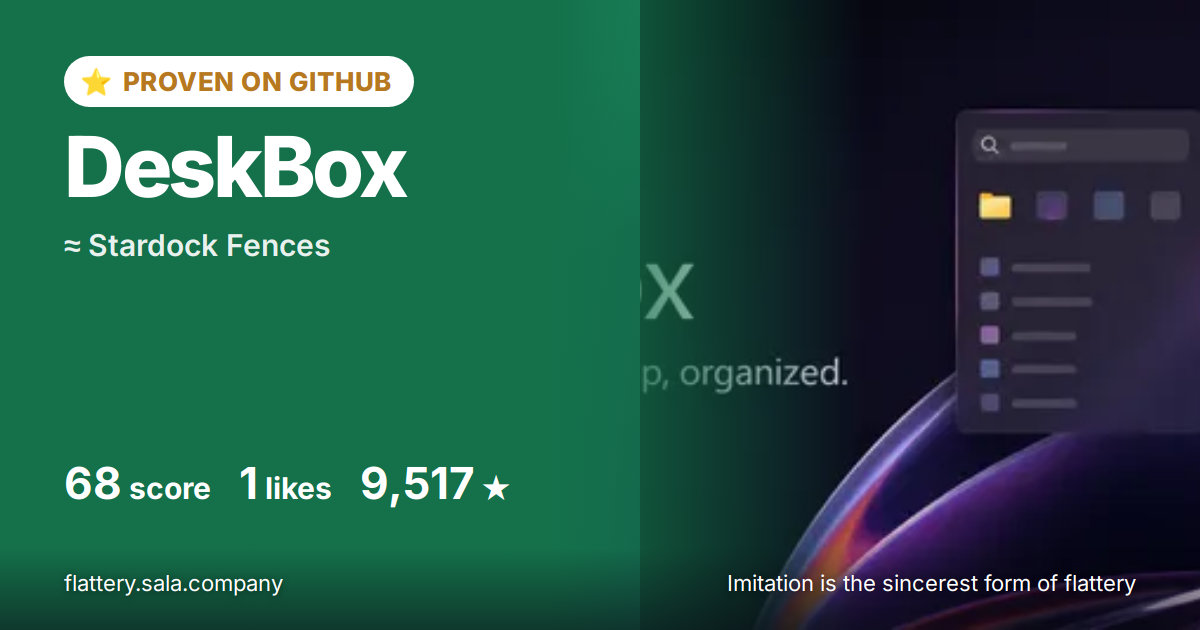 ⭐ PROVEN ON GITHUB
DeskBox
≈ Stardock Fences
x
p, organized.
68 score 1 likes 9,517 ★
flattery.sala.company
Imitation is the sincerest form of flattery